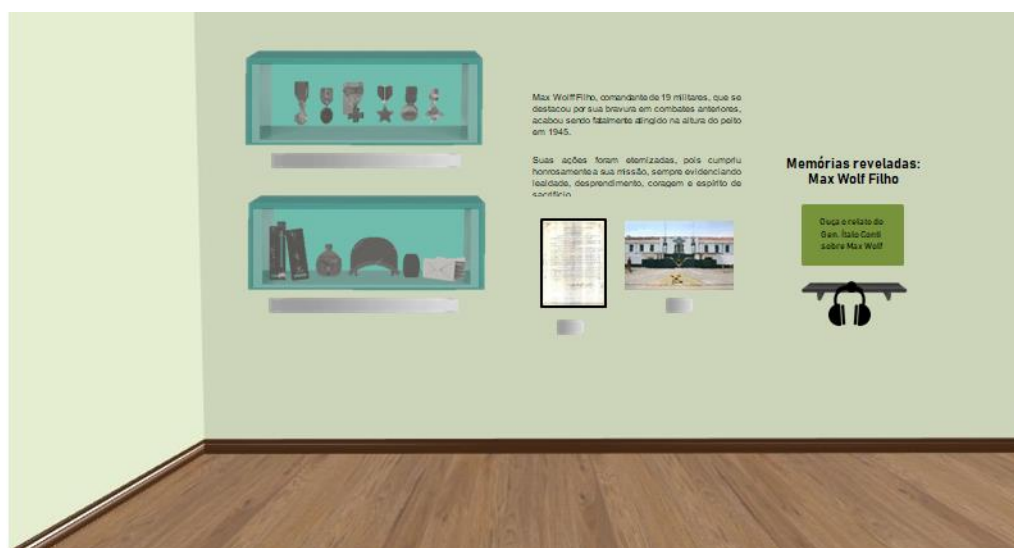 Max Wolff Filho, comandante de 19 militares, que se
destacou por sua bravura em combates anteriores,
acabou sendo fatalmente atingido na altura do peito
em 1945.
Suas ações foram eternizadas, pois cumpriu
honrosamente a sua missão, sempre evidenciando
lealdade, desprendimento, coragem e espírito de
sacrifício
Memórias reveladas:
Max Wolf Filho
Ouça o relato do
Gen. Ítalo Conti
sobre Max Wolf